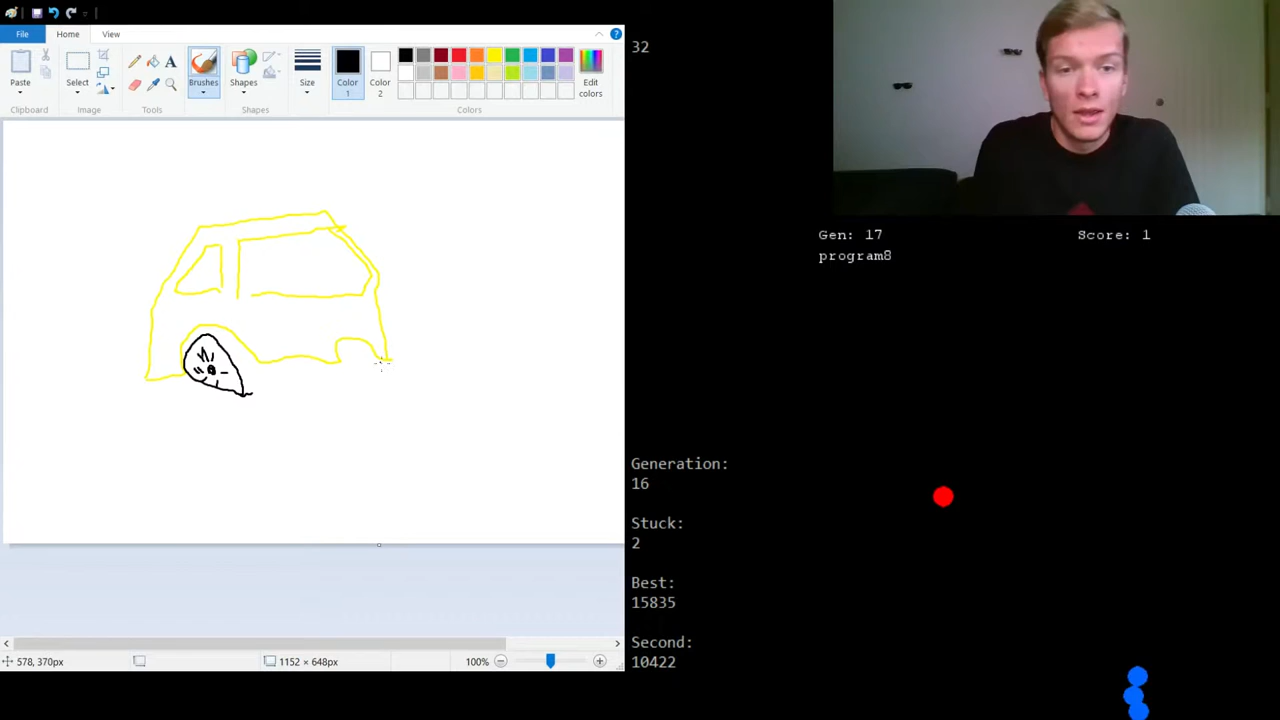 File Home View
Paste Select Image A Brushes Shapes Size Color 1 Color 2 Edit colors
Clipboard Tools Shapes Colors
578, 370px 1152 × 648px 100%
32
Gen: 17 Score: 1
program8
Generation:
16
Stuck:
2
Best:
15835
Second:
10422